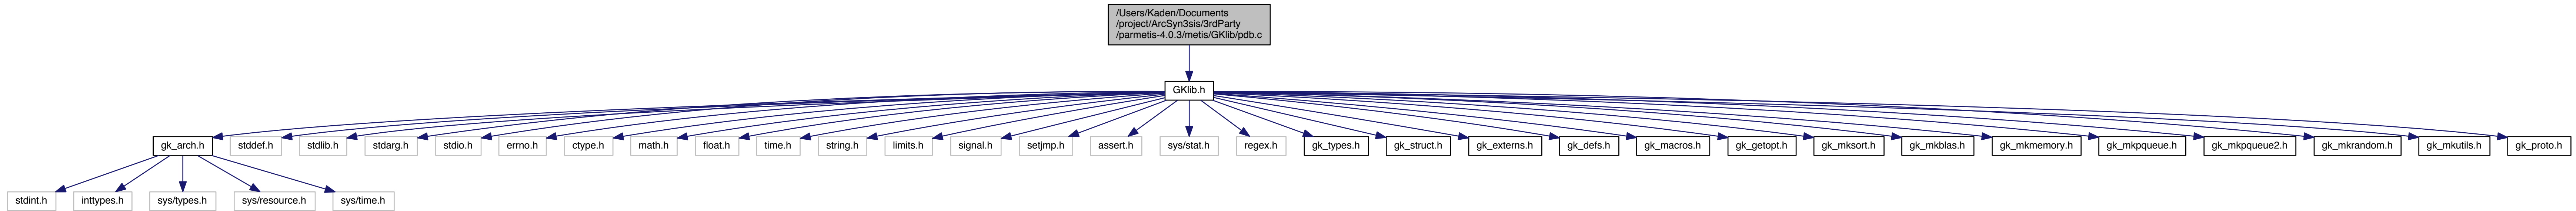 /Users/Kaden/Documents
/project/ArcSyn3sis/3rdParty
/parmetis-4.0.3/metis/GKlib/pdb.c
GKlib.h
gk_arch.h
stddef.h
stdlib.h
stdarg.h
stdio.h
errno.h
ctype.h
math.h
float.h
time.h
string.h
limits.h
signal.h
setjmp.h
assert.h
sys/stat.h
regex.h
gk_types.h
gk_struct.h
gk_externs.h
gk_defs.h
gk_macros.h
gk_getopt.h
gk_mksort.h
gk_mkblas.h
gk_mkmemory.h
gk_mkpqueue.h
gk_mkpqueue2.h
gk_mkrandom.h
gk_mkutils.h
gk_proto.h
stdint.h
inttypes.h
sys/types.h
sys/resource.h
sys/time.h